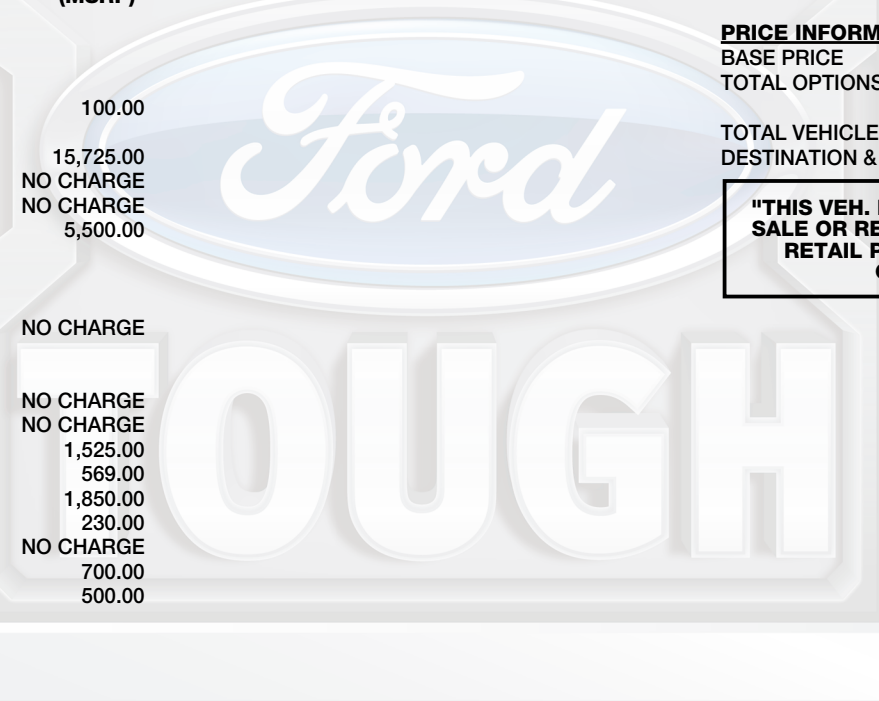 (MSRP)
100.00
15,725.00
NO CHARGE
NO CHARGE
5,500.00
NO CHARGE
NO CHARGE
NO CHARGE
1,525.00
569.00
1,850.00
230.00
NO CHARGE
700.00
500.00
PRICE INFORM
BASE PRICE
TOTAL OPTIONS
TOTAL VEHICLE
DESTINATION &
"THIS VEH.
SALE OR RE
RETAIL P
Ford
TOUGH